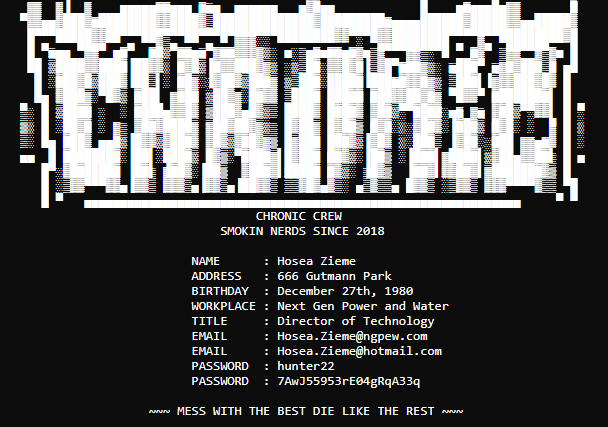 CHRONIC CREW
SMOKIN NERDS SINCE 2018
NAME : Hosea Zieme
ADDRESS : 666 Gutmann Park
BIRTHDAY : December 27th, 1980
WORKPLACE : Next Gen Power and Water
TITLE : Director of Technology
EMAIL : Hosea.Zieme@ngpew.com
EMAIL : Hosea.Zieme@hotmail.com
PASSWORD : hunter22
PASSWORD : 7AwJ55953rE04gRqA33q
~~~ MESS WITH THE BEST DIE LIKE THE REST ~~~